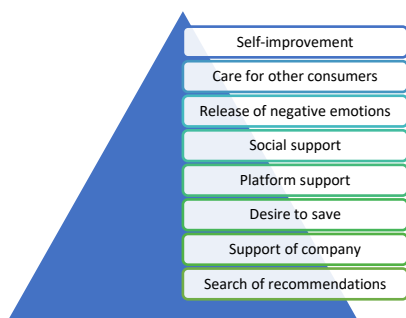 Self-improvement
Care for other consumers
Release of negative emotions
Social support
Platform support
Desire to save
Support of company
Search of recommendations